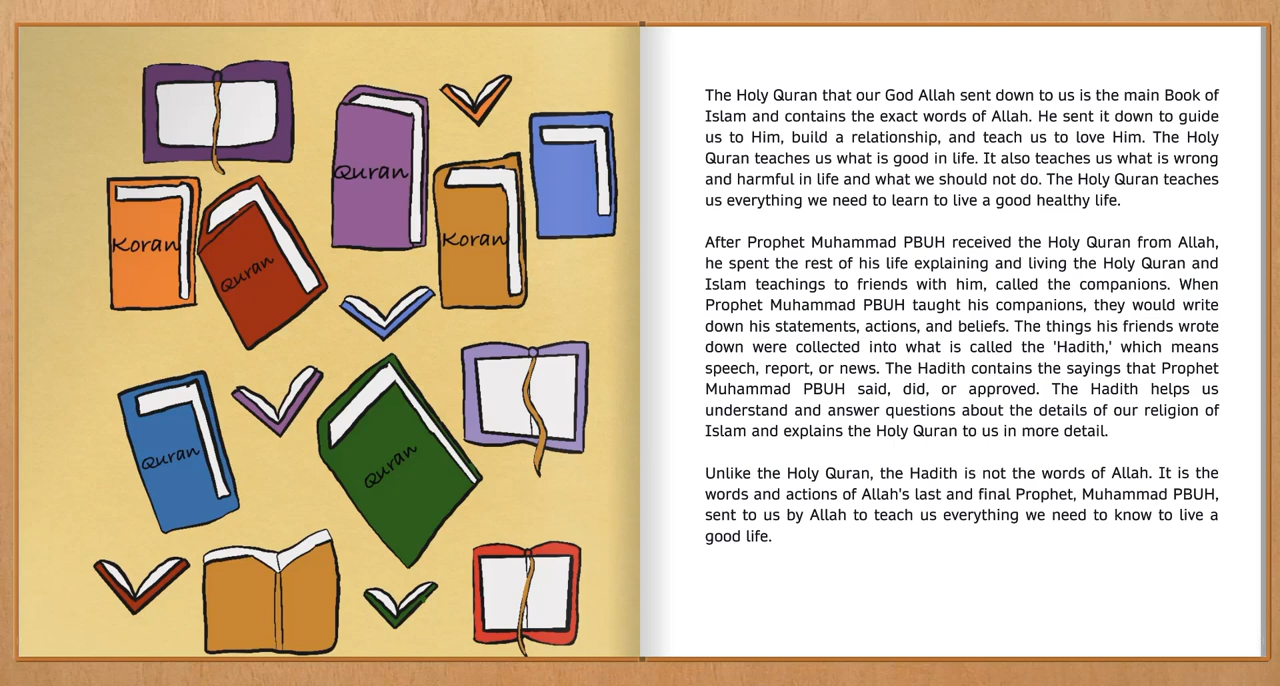 Quran
Koran
Koran
Quran
Quran
Quran
The Holy Quran that our God Allah sent down to us is the main Book of
Islam and contains the exact words of Allah. He sent it down to guide
us to Him, build a relationship, and teach us to love Him. The Holy
Quran teaches us what is good in life. It also teaches us what is wrong
and harmful in life and what we should not do. The Holy Quran teaches
us everything we need to learn to live a good healthy life.
After Prophet Muhammad PBUH received the Holy Quran from Allah,
he spent the rest of his life explaining and living the Holy Quran and
Islam teachings to friends with him, called the companions. When
Prophet Muhammad PBUH taught his companions, they would write
down his statements, actions, and beliefs. The things his friends wrote
down were collected into what is called the 'Hadith,' which means
speech, report, or news. The Hadith contains the sayings that Prophet
Muhammad PBUH said, did, or approved. The Hadith helps us
understand and answer questions about the details of our religion of
Islam and explains the Holy Quran to us in more detail.
Unlike the Holy Quran, the Hadith is not the words of Allah. It is the
words and actions of Allah's last and final Prophet, Muhammad PBUH,
sent to us by Allah to teach us everything we need to know to live a
good life.